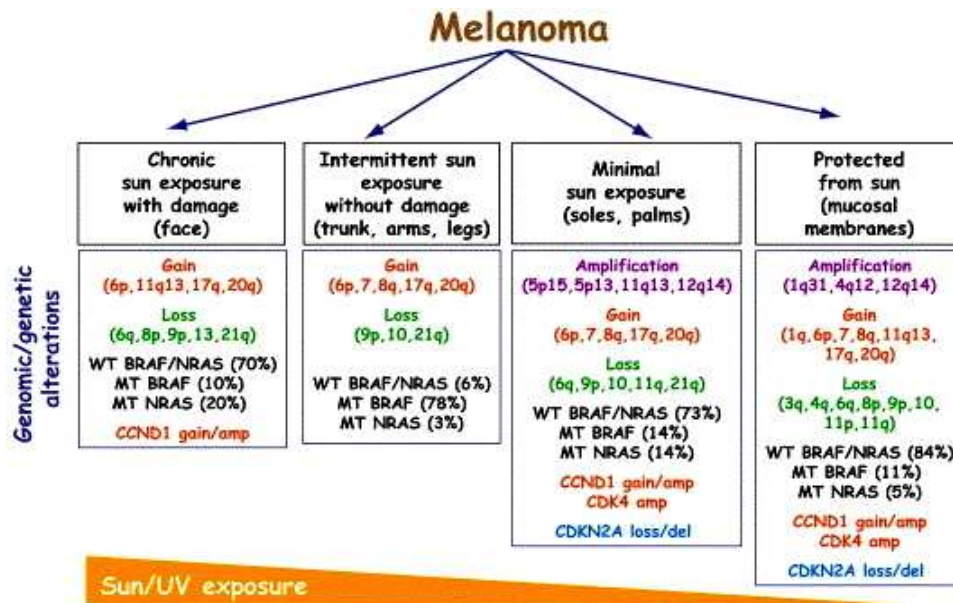 Melanoma
Chronic
sun exposure
with damage
(face)
Intermittent sun
exposure
without damage
(trunk, arms, legs)
Minimal
sun exposure
(soles, palms)
Protected
from sun
(mucosal
membranes)
Genomic/genetic
alterations
Gain
(6p,11q13,17q,20q)
Loss
(6q,8p,9p,13,21q)
WT BRAF/NRAS (70%)
MT BRAF (10%)
MT NRAS (20%)
CCND1 gain/amp
Gain
(6p,7,8q,17q,20q)
Loss
(9p,10,21q)
WT BRAF/NRAS (6%)
MT BRAF (78%)
MT NRAS (3%)
Amplification
(5p15,5p13,11q13,12q14)
Gain
(6p,7,8q,17q,20q)
Loss
(6q,9p,10,11q,21q)
WT BRAF/NRAS (73%)
MT BRAF (14%)
MT NRAS (14%)
CCND1 gain/amp
CDK4 amp
CDKN2A loss/del
Amplification
(1q31,4q12,12q14)
Gain
(1q,6p,7,8q,11q13,
17q,20q)
Loss
(3q,4q,6q,8p,9p,10,
11p,11q)
WT BRAF/NRAS (84%)
MT BRAF (11%)
MT NRAS (5%)
CCND1 gain/amp
CDK4 amp
CDKN2A loss/del
Sun/UV exposure